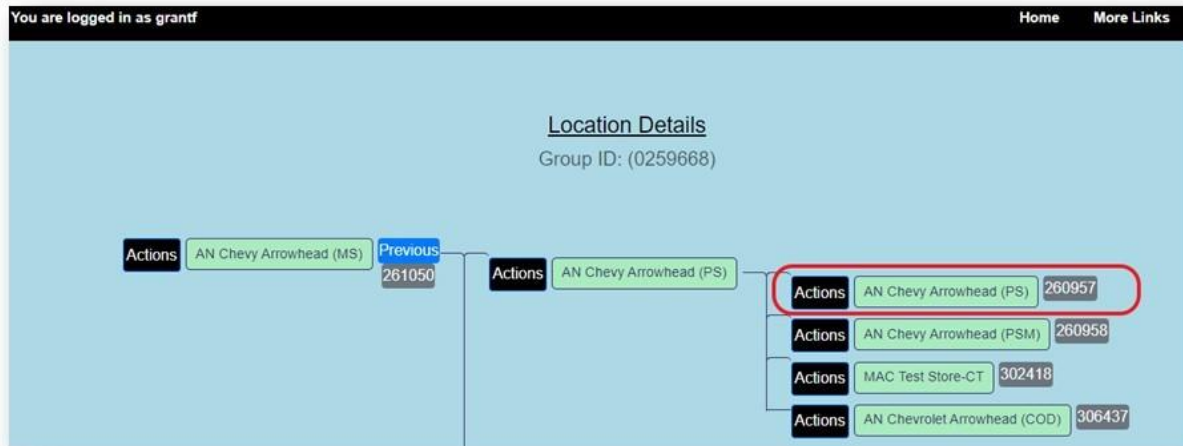 You are logged in as grantf
Home More Links
Location Details
Group ID: (0259668)
Actions AN Chevy Arrowhead (MS) Previous
261050
Actions AN Chevy Arrowhead (PS)
Actions AN Chevy Arrowhead (PS) 260957
Actions AN Chevy Arrowhead (PSM) 260958
Actions MAC Test Store-CT 302418
Actions AN Chevrolet Arrowhead (COD) 306437